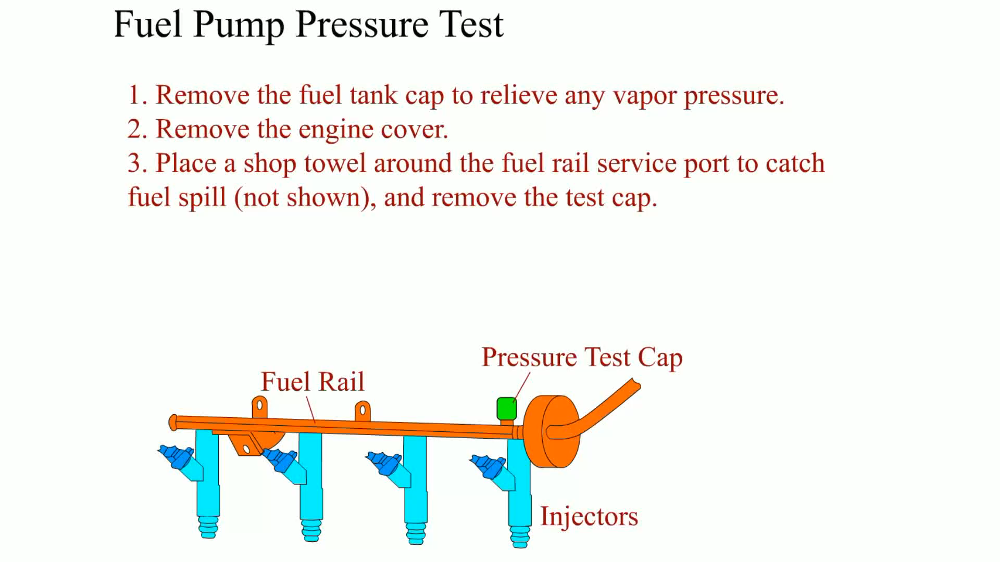 Fuel Pump Pressure Test
1. Remove the fuel tank cap to relieve any vapor pressure.
2. Remove the engine cover.
3. Place a shop towel around the fuel rail service port to catch
fuel spill (not shown), and remove the test cap.
Pressure Test Cap
Fuel Rail
Injectors